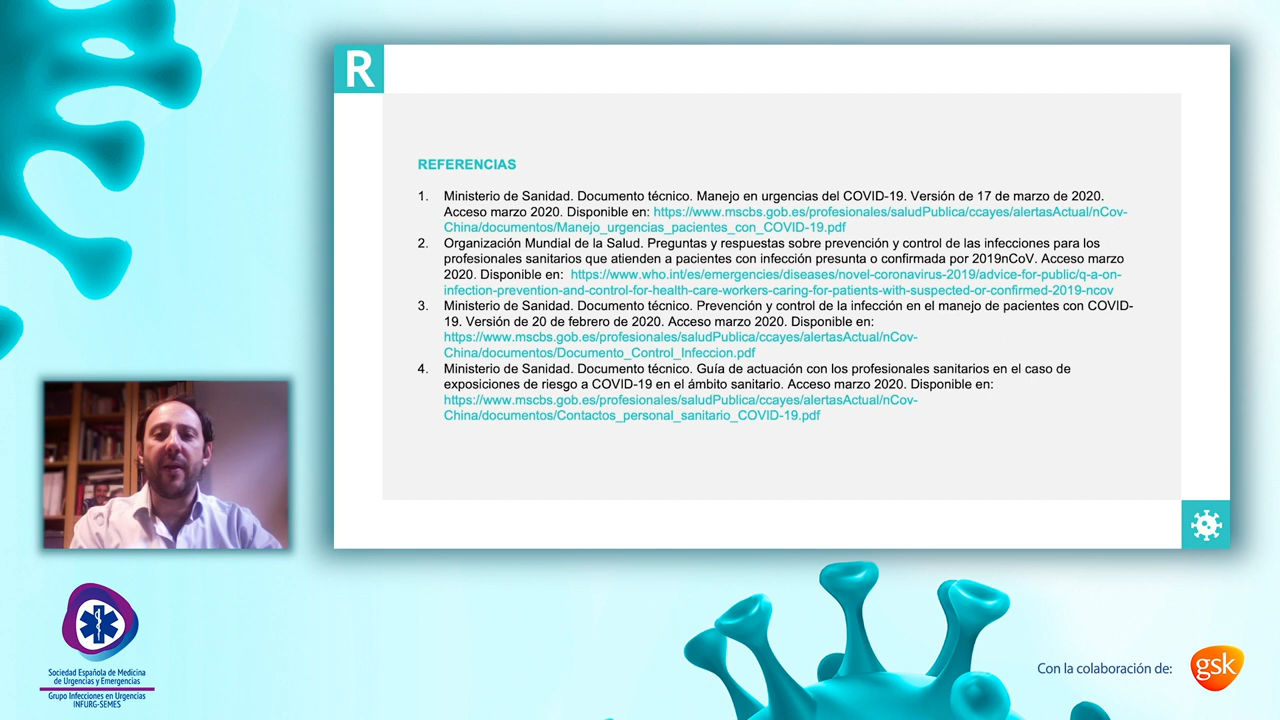 R
REFERENCIAS
1. Ministerio de Sanidad. Documento técnico. Manejo en urgencias del COVID-19. Versión de 17 de marzo de 2020.
Acceso marzo 2020. Disponible en: https://www.mscbs.gob.es/profesionales/saludPublica/ccayes/alertasActual/nCov-
China/documentos/Manejo_urgencias_pacientes_con_COVID-19.pdf
2. Organización Mundial de la Salud. Preguntas y respuestas sobre prevención y control de las infecciones para los
profesionales sanitarios que atienden a pacientes con infección presunta o confirmada por 2019nCoV. Acceso marzo
2020. Disponible en: https://www.who.int/es/emergencies/diseases/novel-coronavirus-2019/advice-for-public/q-a-on-
infection-prevention-and-control-for-health-care-workers-caring-for-patients-with-suspected-or-confirmed-2019-ncov
3. Ministerio de Sanidad. Documento técnico. Prevención y control de la infección en el manejo de pacientes con COVID-
19. Versión de 20 de febrero de 2020. Acceso marzo 2020. Disponible en:
https://www.mscbs.gob.es/profesionales/saludPublica/ccayes/alertasActual/nCov-
China/documentos/Documento_Control_Infeccion.pdf
4. Ministerio de Sanidad. Documento técnico. Guía de actuación con los profesionales sanitarios en el caso de
exposiciones de riesgo a COVID-19 en el ámbito sanitario. Acceso marzo 2020. Disponible en:
https://www.mscbs.gob.es/profesionales/saludPublica/ccayes/alertasActual/nCov-
China/documentos/Contactos_personal_sanitario_COVID-19.pdf
Sociedad Española de Medicina
de Urgencias y Emergencias
Grupo Infecciones en Urgencias
INFURG-SEMES
Con la colaboración de:
gsk